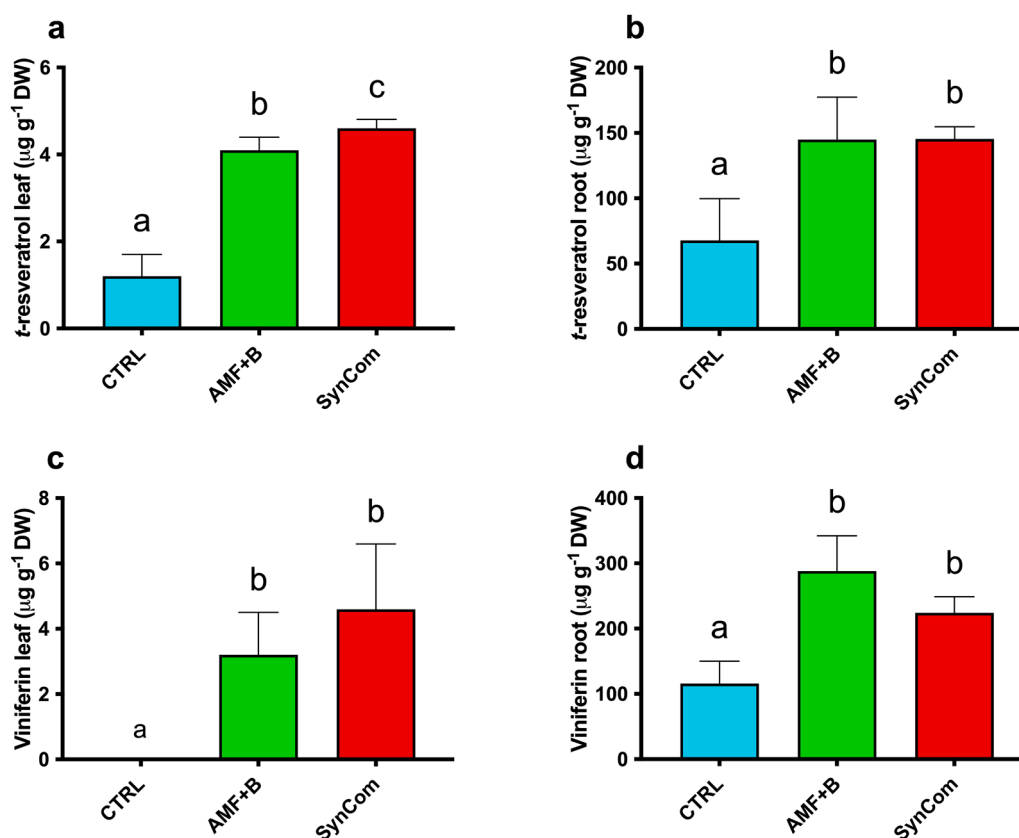 a
t-resveratrol leaf (µg g⁻¹ DW)
6
4
2
0
a
b
c
CTRL
AMF+B
SynCom
b
t-resveratrol root (µg g⁻¹ DW)
200
150
100
50
0
a
b
b
CTRL
AMF+B
SynCom
c
Viniferin leaf (µg g⁻¹ DW)
8
6
4
2
0
a
b
b
CTRL
AMF+B
SynCom
d
Viniferin root (µg g⁻¹ DW)
400
300
200
100
0
a
b
b
CTRL
AMF+B
SynCom